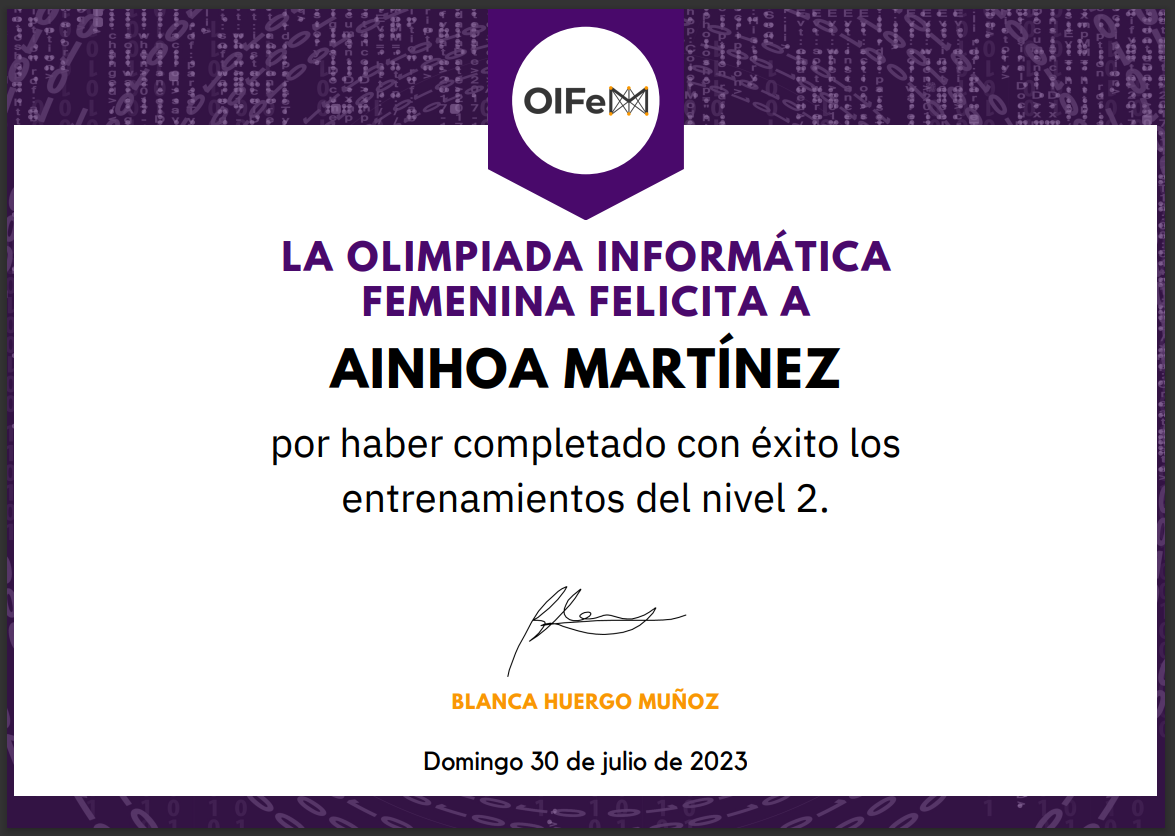 OIFeM
LA OLIMPIADA INFORMÁTICA
FEMENINA FELICITA A
AINHOA MARTÍNEZ
por haber completado con éxito los
entrenamientos del nivel 2.
BLANCA HUERGO MUÑOZ
Domingo 30 de julio de 2023